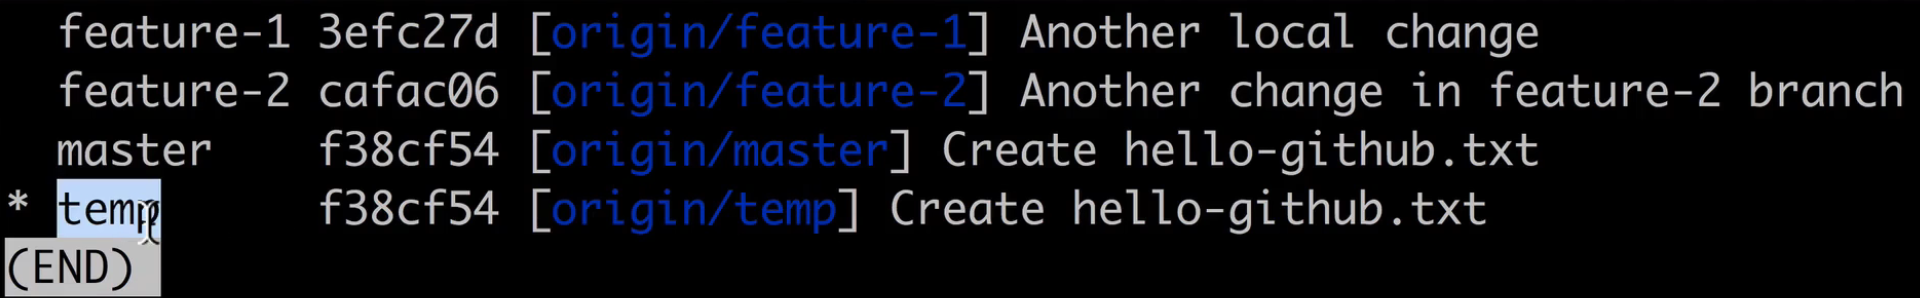 feature-1 3efc27d [origin/feature-1] Another local change
feature-2 cafac06 [origin/feature-2] Another change in feature-2 branch
master f38cf54 [origin/master] Create hello-github.txt
* temp f38cf54 [origin/temp] Create hello-github.txt
(END)